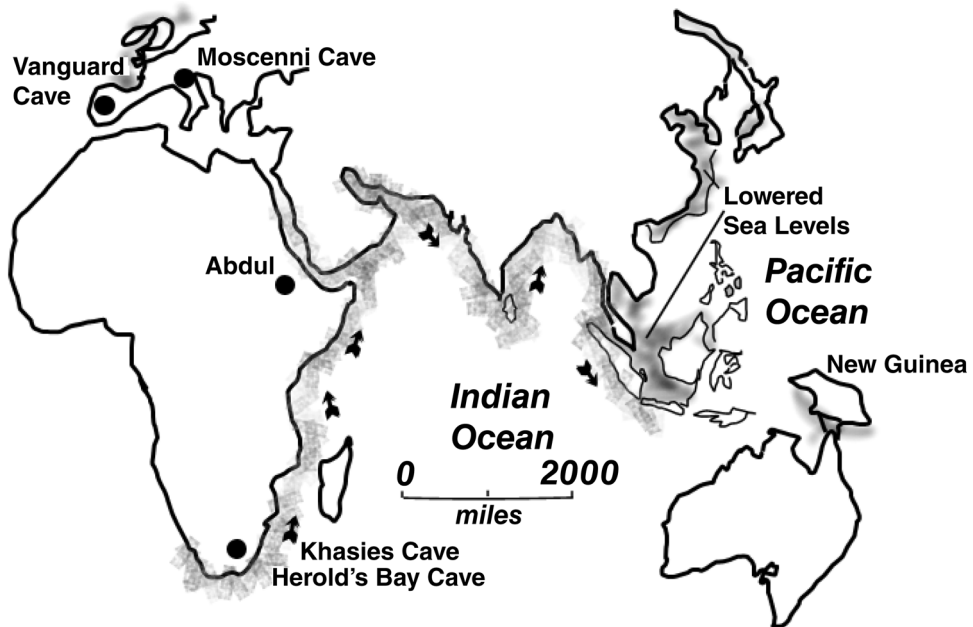 Moscenni Cave
Vanguard
Cave
Lowered
Sea Levels
Abdul
Pacific
Ocean
New Guinea
Indian
Ocean
0 2000
miles
Khasies Cave
Herold's Bay Cave